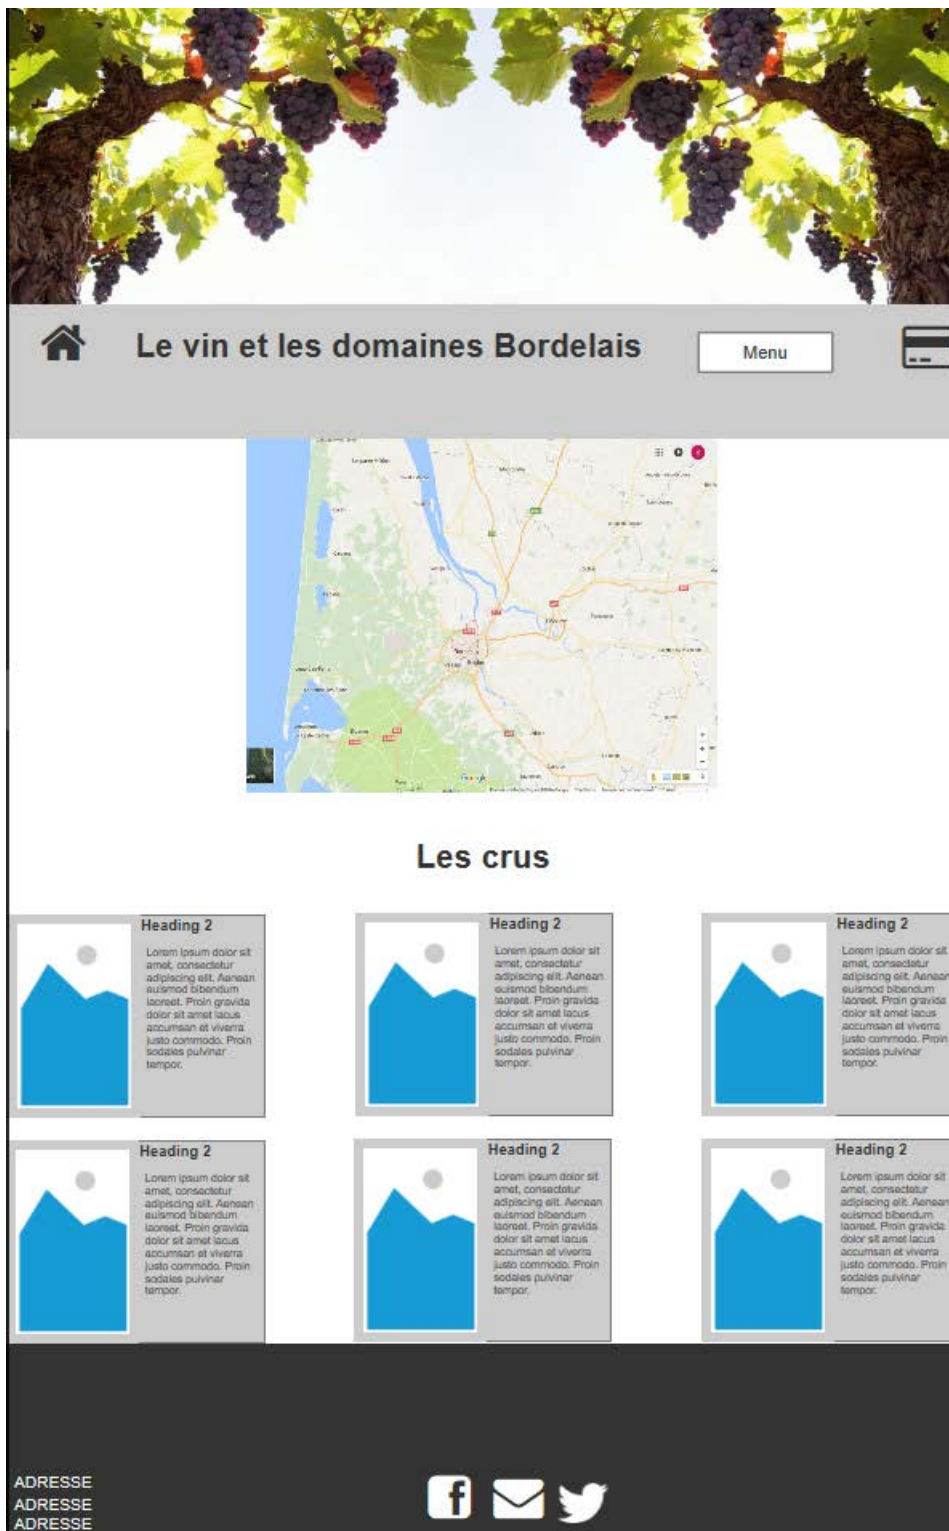 Le vin et les domaines Bordelais
Menu
Google
Les crus
Heading 2
Lorem ipsum dolor sit
amet, consectetur
adipiscing elit. Aenean
euismod bibendum
laoreet. Proin gravida
dolor sit amet lacus
accumsan et viverra
justo commodo. Proin
sodales pulvinar
tempor.
Heading 2
Lorem ipsum dolor sit
amet, consectetur
adipiscing elit. Aenean
euismod bibendum
laoreet. Proin gravida
dolor sit amet lacus
accumsan et viverra
justo commodo. Proin
sodales pulvinar
tempor.
Heading 2
Lorem ipsum dolor sit
amet, consectetur
adipiscing elit. Aenean
euismod bibendum
laoreet. Proin gravida
dolor sit amet lacus
accumsan et viverra
justo commodo. Proin
sodales pulvinar
tempor.
Heading 2
Lorem ipsum dolor sit
amet, consectetur
adipiscing elit. Aenean
euismod bibendum
laoreet. Proin gravida
dolor sit amet lacus
accumsan et viverra
justo commodo. Proin
sodales pulvinar
tempor.
Heading 2
Lorem ipsum dolor sit
amet, consectetur
adipiscing elit. Aenean
euismod bibendum
laoreet. Proin gravida
dolor sit amet lacus
accumsan et viverra
justo commodo. Proin
sodales pulvinar
tempor.
Heading 2
Lorem ipsum dolor sit
amet, consectetur
adipiscing elit. Aenean
euismod bibendum
laoreet. Proin gravida
dolor sit amet lacus
accumsan et viverra
justo commodo. Proin
sodales pulvinar
tempor.
ADRESSE
ADRESSE
ADRESSE